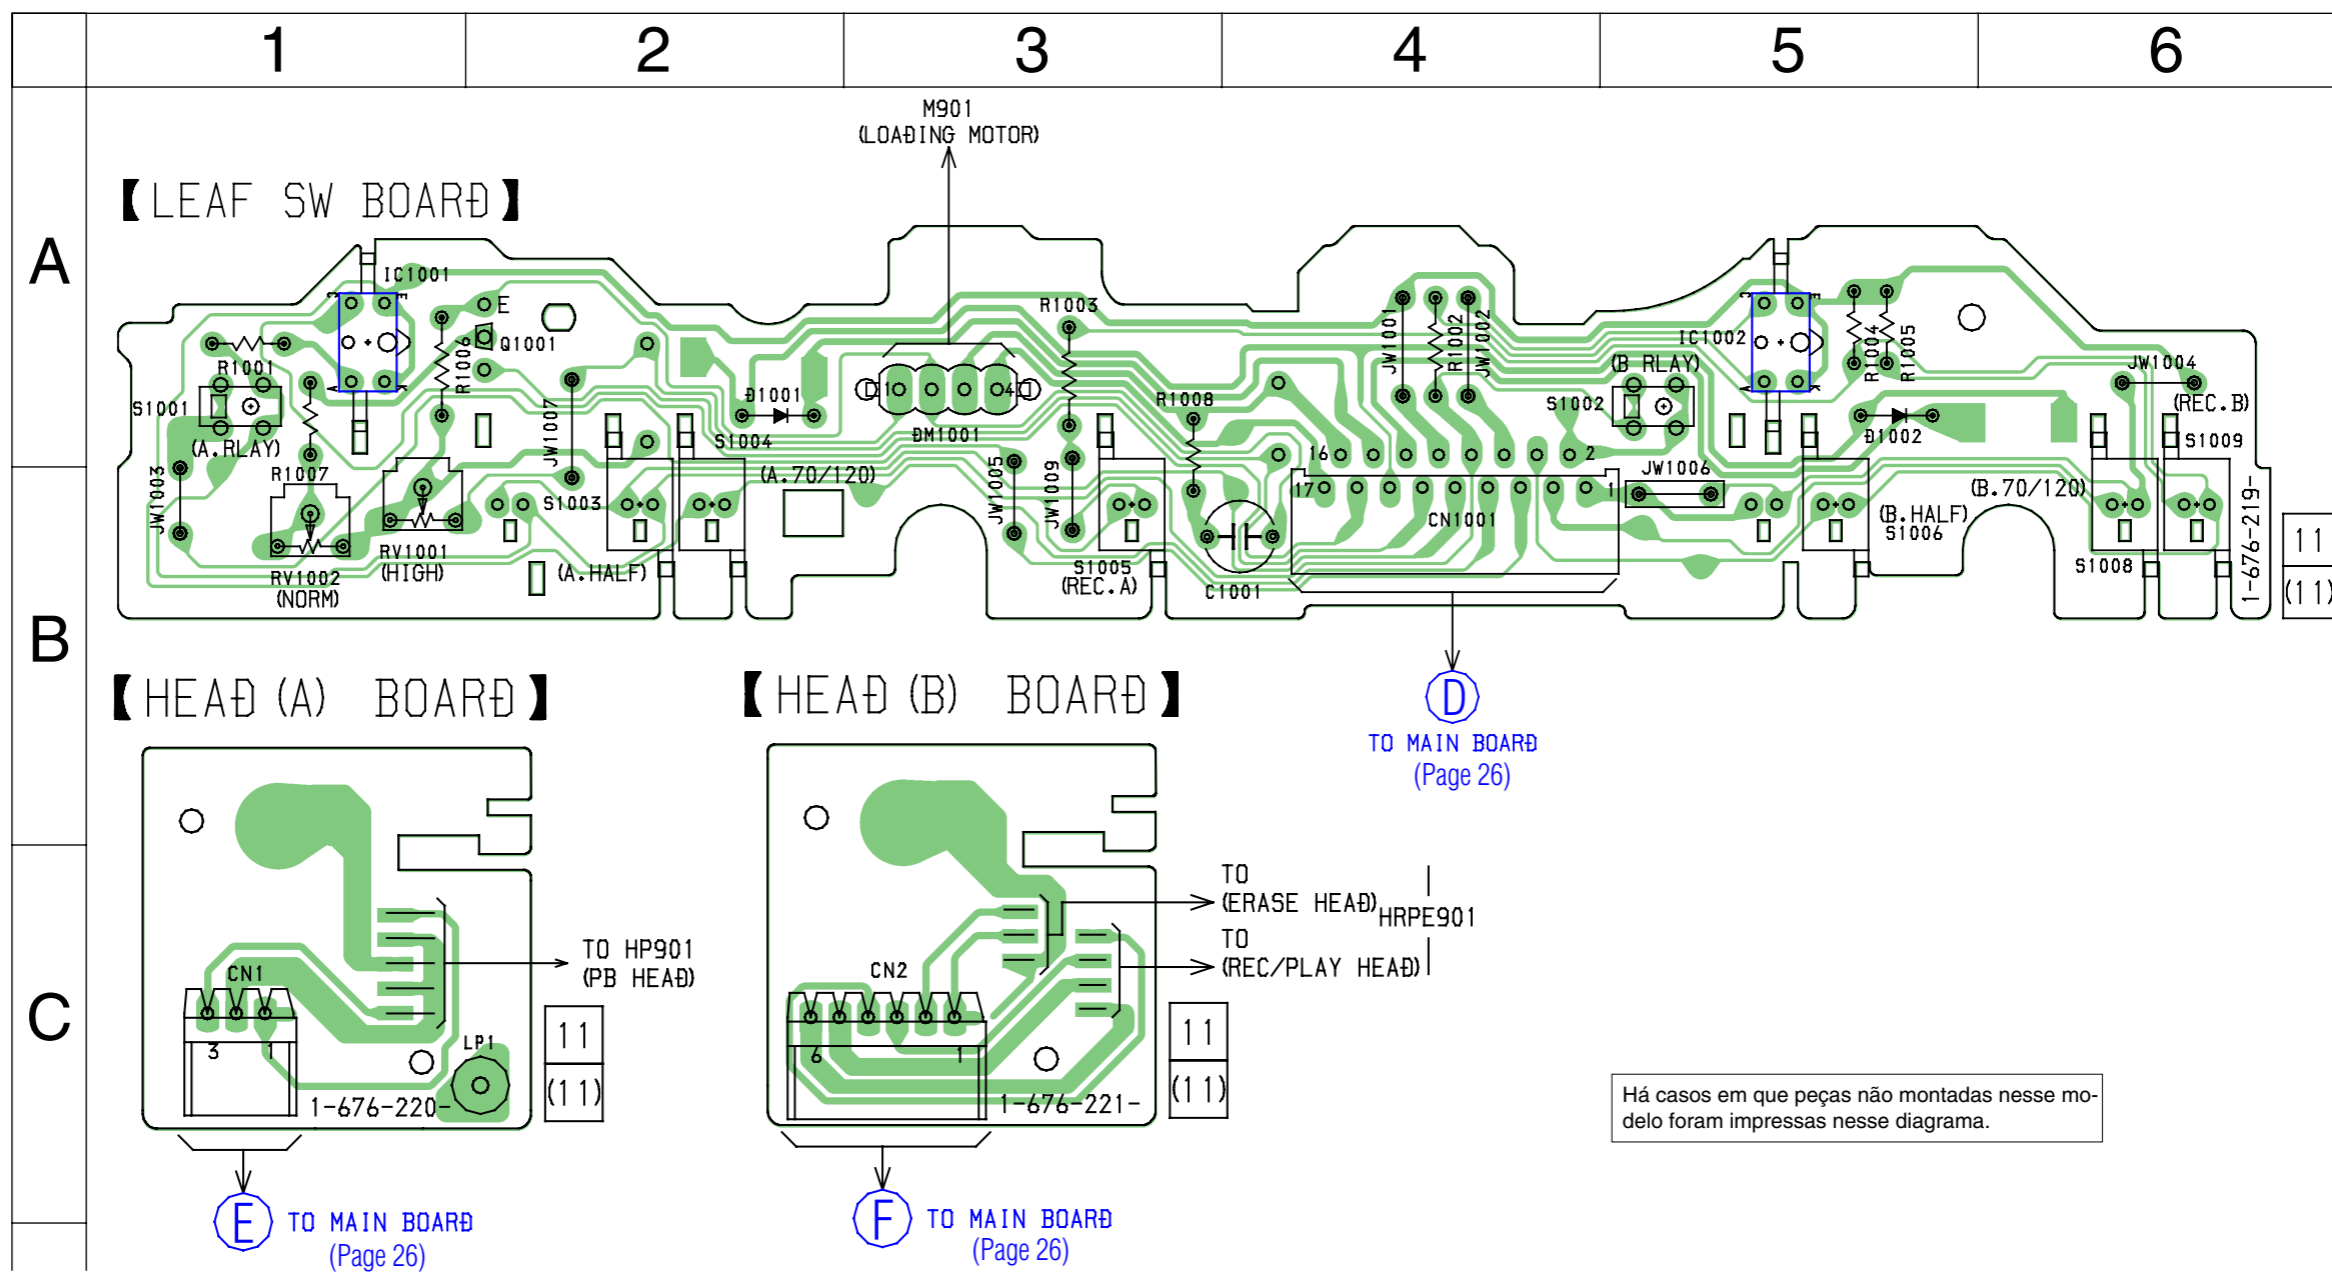 1 2 3 4 5 6
A
B
C
M901
(LOADING MOTOR)
【LEAF SW BOARD】
IC1001
E
Q1001
R1001
R1006
S1001
(A.RLAY)
R1007
JW1003
JW1007
D1001
S1004
(A.70/120)
S1003
RV1001
(HIGH)
RV1002
(NORM)
(A.HALF)
R1003
1 4
DM1001
R1008
JW1005
JW1009
S1005
(REC.A)
C1001
JW1001
R1002
JW1002
16 2
17 1
CN1001
IC1002
(B RLAY)
S1002
R1004
R1005
JW1006
D1002
JW1004
(REC.B)
S1009
(B.70/120)
(B.HALF)
S1006
S1008
1-676-219-
11
(11)
D
TO MAIN BOARD
(Page 26)
【HEAD (A) BOARD】
CN1
3 1
LP1
1-676-220-
TO HP901
(PB HEAD)
11
(11)
E TO MAIN BOARD
(Page 26)
【HEAD (B) BOARD】
CN2
6 1
1-676-221-
TO
(ERASE HEAD)
HRPE901
TO
(REC/PLAY HEAD)
11
(11)
F TO MAIN BOARD
(Page 26)
Há casos em que peças não montadas nesse mo-
delo foram impressas nesse diagrama.